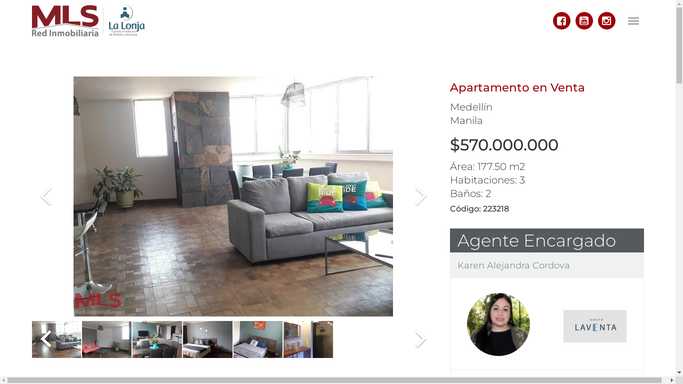 MLS
Red Inmobiliaria
La Lonja
Apartamento en Venta
Medellín
Manila
$570.000.000
Área: 177.50 m2
Habitaciones: 3
Baños: 2
Código: 223218
Agente Encargado
Karen Alejandra Cordova
LAVENTA
MLS